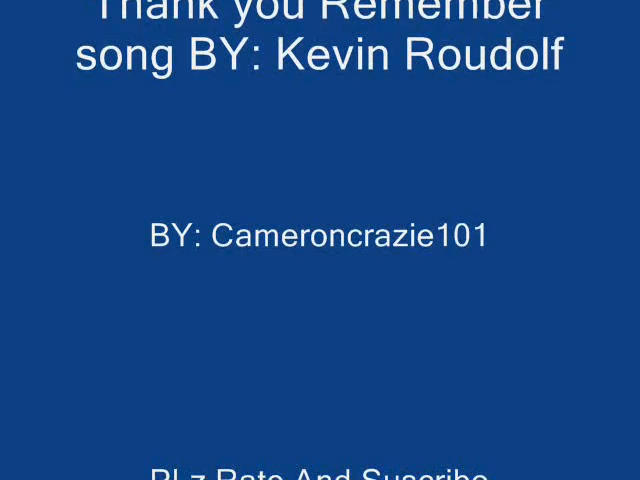 Thank you Remember
song BY: Kevin Roudolf
BY: Cameroncrazie101
PLz Rate And Suscribe